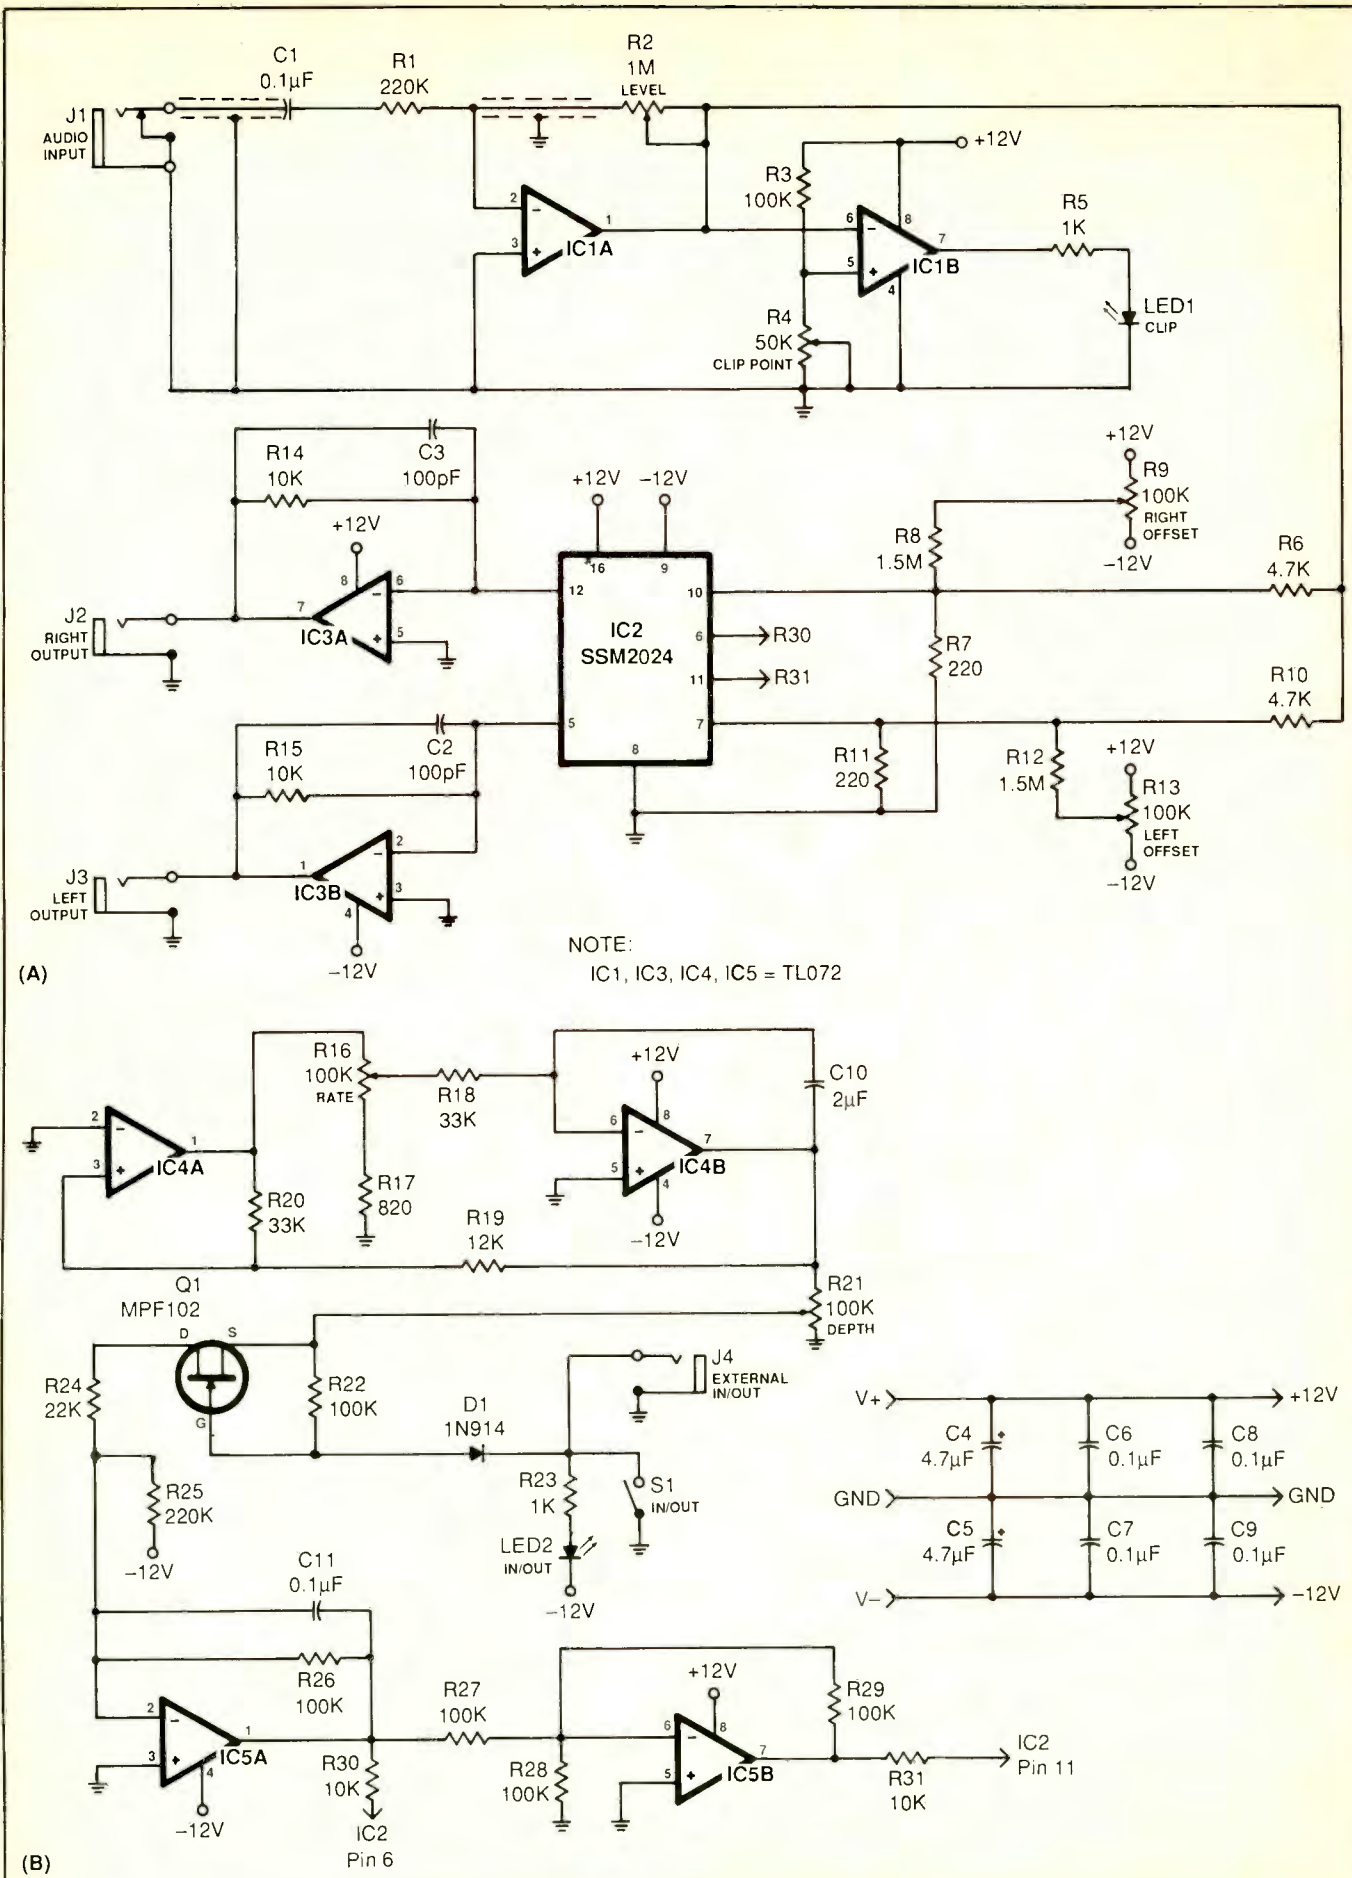 C1
0.1µF
R1
220K
R2
1M
LEVEL
J1
AUDIO
INPUT
2
3
1
IC1A
+12V
R3
100K
6
5
8
7
4
IC1B
R5
1K
LED1
CLIP
R4
50K
CLIP POINT
R14
10K
C3
100pF
+12V
8
6
7
5
IC3A
J2
RIGHT
OUTPUT
+12V
-12V
16
9
12
10
IC2
SSM2024
6
R30
11
R31
5
7
8
R8
1.5M
+12V
R9
100K
RIGHT
OFFSET
-12V
R6
4.7K
R7
220
R10
4.7K
R11
220
R12
1.5M
+12V
R13
100K
LEFT
OFFSET
-12V
C2
100pF
R15
10K
2
1
3
IC3B
4
J3
LEFT
OUTPUT
-12V
(A)
NOTE:
IC1, IC3, IC4, IC5 = TL072
2
3
1
IC4A
R16
100K
RATE
R18
33K
+12V
6
8
5
7
4
IC4B
-12V
C10
2µF
R20
33K
R17
820
R19
12K
Q1
MPF102
D
S
G
R21
100K
DEPTH
R24
22K
R22
100K
D1
1N914
J4
EXTERNAL
IN/OUT
R23
1K
S1
IN/OUT
R25
220K
-12V
LED2
IN/OUT
-12V
V+
+12V
C4
4.7µF
+
C6
0.1µF
C8
0.1µF
GND
GND
C5
4.7µF
+
C7
0.1µF
C9
0.1µF
V-
-12V
C11
0.1µF
R26
100K
2
3
1
4
IC5A
-12V
R30
10K
IC2
Pin 6
R27
100K
R28
100K
+12V
6
8
5
7
IC5B
R29
100K
R31
10K
IC2
Pin 11
(B)